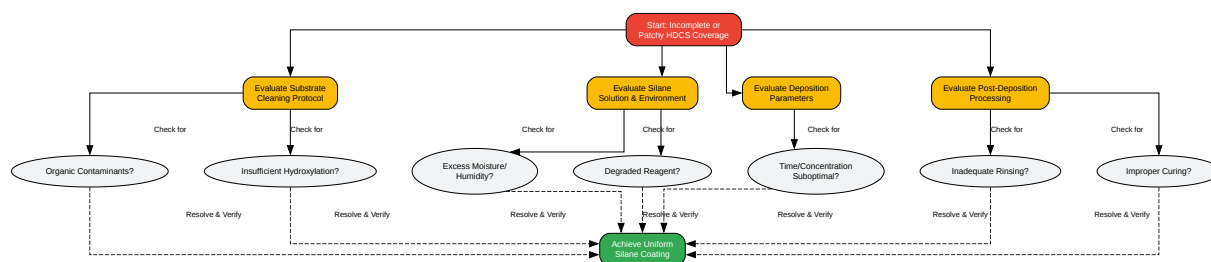 Start: Incomplete or
Patchy HDCS Coverage
Evaluate Substrate
Cleaning Protocol
Evaluate Silane
Solution & Environment
Evaluate Deposition
Parameters
Evaluate Post-Deposition
Processing
Check for
Check for
Check for
Check for
Check for
Check for
Organic Contaminants?
Insufficient Hydroxylation?
Excess Moisture/
Humidity?
Degraded Reagent?
Time/Concentration
Suboptimal?
Inadequate Rinsing?
Improper Curing?
Resolve & Verify
Resolve & Verify
Resolve & Verify
Resolve & Verify
Resolve & Verify
Resolve & Verify
Resolve & Verify
Achieve Uniform
Silane Coating